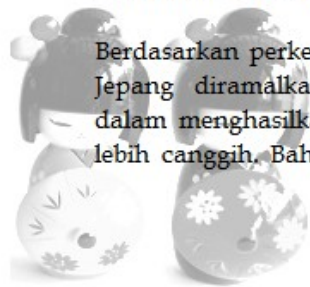 Berdasarkan perke
Jepang diramalka
dalam menghasilk
lebih canggih. Bah